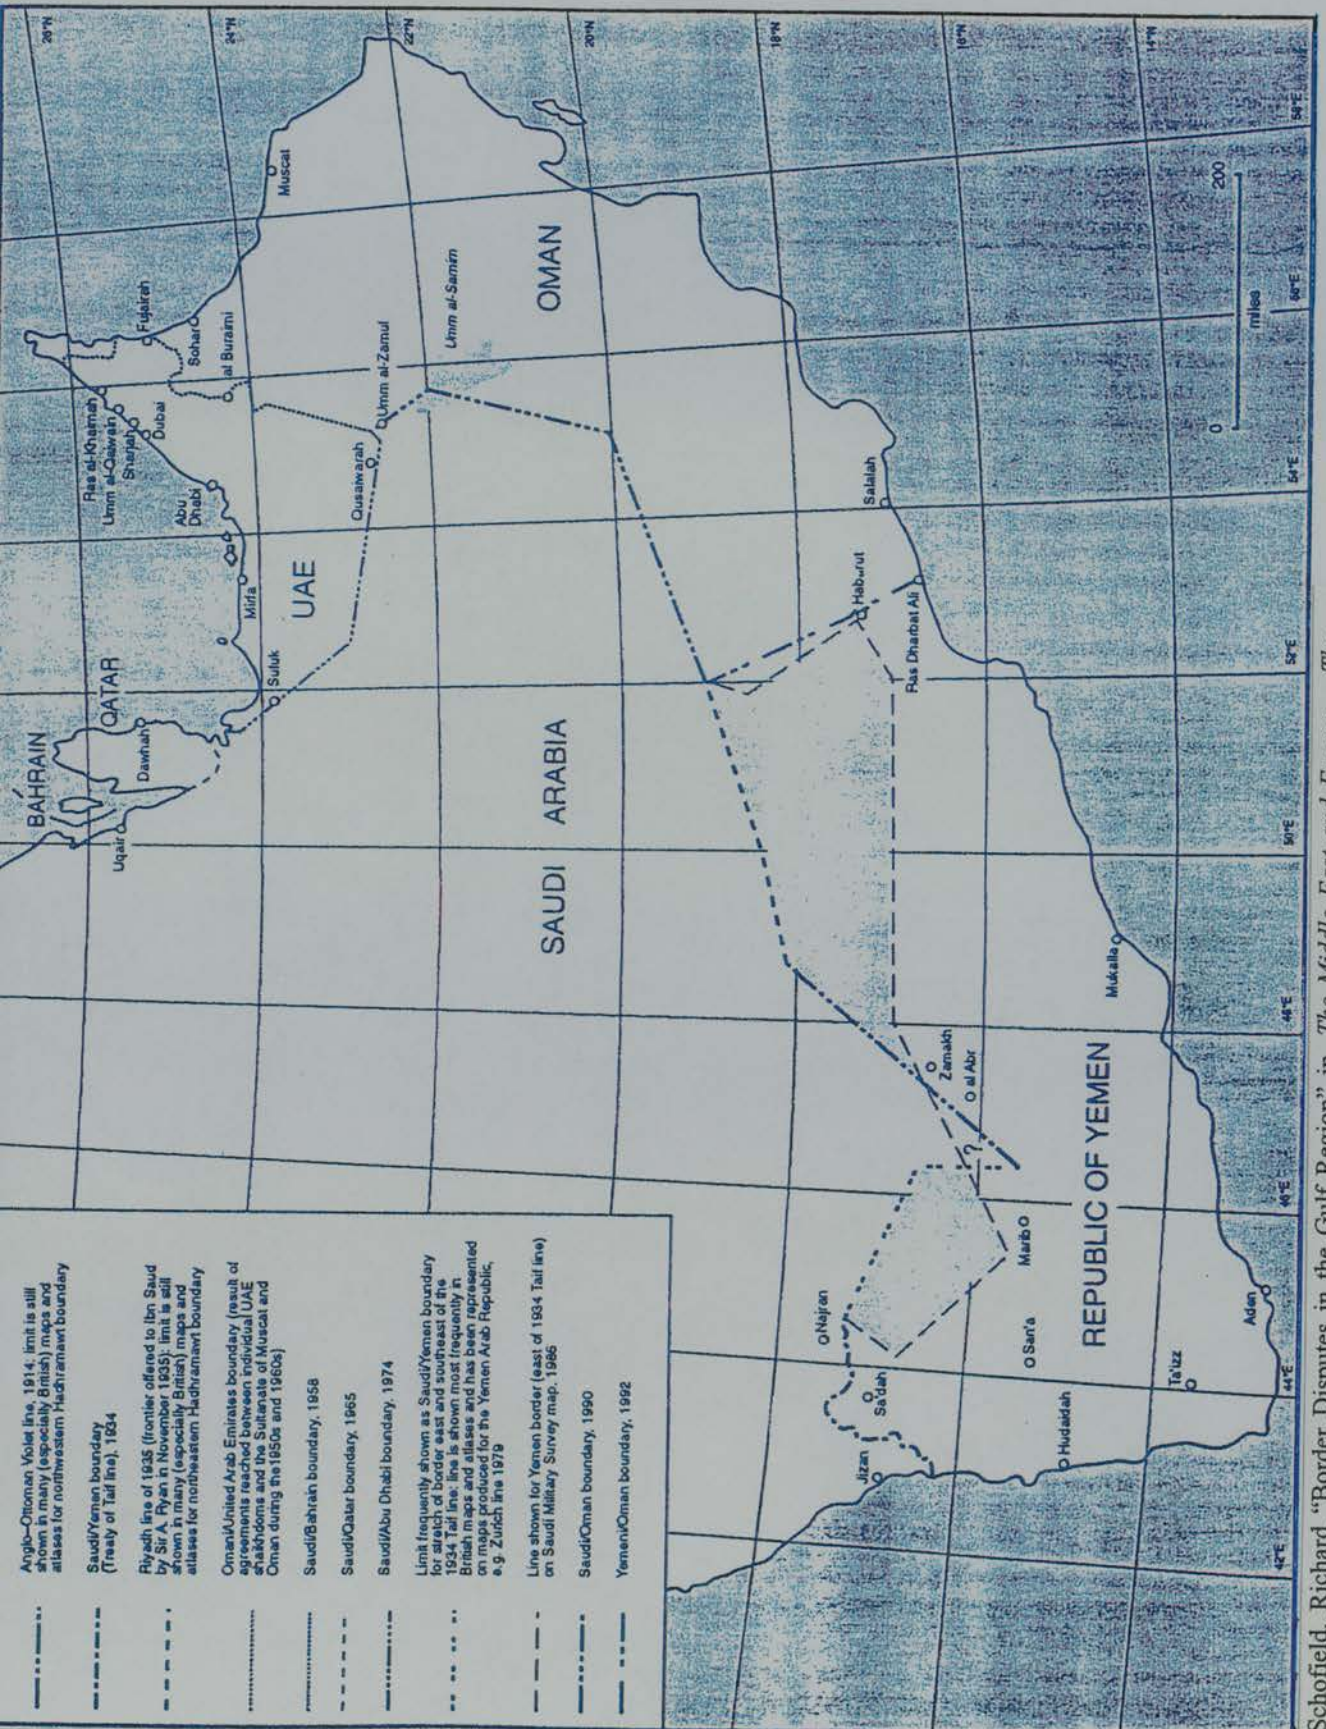 Anglo-Ottoman Violet line, 1914; limit is still
shown in many (especially British) maps and
atlases for northwestern Hadhramawt boundary
Saudi/Yemen boundary
(Treaty of Taif line), 1934
Riyadh line of 1935 (frontier offered to Ibn Saud
by Sir A. Ryan in November 1935); limit is still
shown in many (especially British) maps and
atlases for northeastern Hadhramawt boundary
Oman/United Arab Emirates boundary (result of
agreements reached between individual UAE
shaikhdoms and the Sultanate of Muscat and
Oman during the 1950s and 1960s)
Saudi/Bahrain boundary, 1958
Saudi/Qatar boundary, 1965
Saudi/Abu Dhabi boundary, 1974
Limit frequently shown as Saudi/Yemen boundary
for stretch of border east and southeast of the
1934 Taif line; line is shown most frequently in
British maps and atlases and has been represented
on maps produced for the Yemen Arab Republic,
e.g. Zurich line 1979
Line shown for Yemen border (east of 1934 Taif line)
on Saudi Military Survey map, 1986
Saudi/Oman boundary, 1990
Yemeni/Oman boundary, 1992
26°N
24°N
22°N
20°N
18°N
16°N
14°N
BAHRAIN
QATAR
Uqair
Dawhah
Suluk
Mirfa
Abu
Dhabi
Ras al-Khaimah
Umm al-Qaiwain
Sharjah
Dubai
Fujairah
Sohar
al Buraimi
Muscat
UAE
Qusaiwarah
Umm al-Zamul
Umm al-Samim
OMAN
SAUDI ARABIA
Salalah
Habarut
Ras Dharbat Ali
Najran
Sa'dah
Jizan
San'a
Marib
Hudaidah
Ta'izz
Aden
Zamakh
al Abr
Mukalla
?
REPUBLIC OF YEMEN
0
200
miles
42°E
44°E
46°E
48°E
50°E
52°E
54°E
56°E
58°E
Schofield, Richard "Border Disputes in the Gulf Region" in, The Middle East and